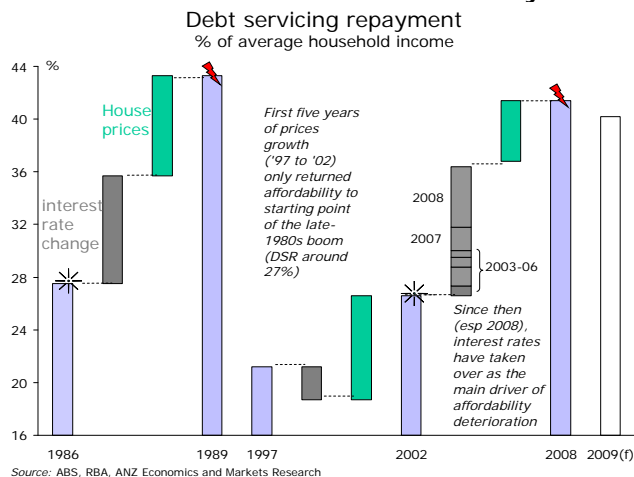 Debt servicing repayment
% of average household income
44
%
40
36
32
28
24
20
16
House
prices
interest
rate
change
First five years
of prices
growth
('97 to '02)
only returned
affordability to
starting point
of the late-
1980s boom
(DSR around
27%)
2008
2007
2003-06
Since then
(esp 2008),
interest rates
have taken
over as the
main driver of
affordability
deterioration
1986
1989
1997
2002
2008
2009(f)
Source: ABS, RBA, ANZ Economics and Markets Research